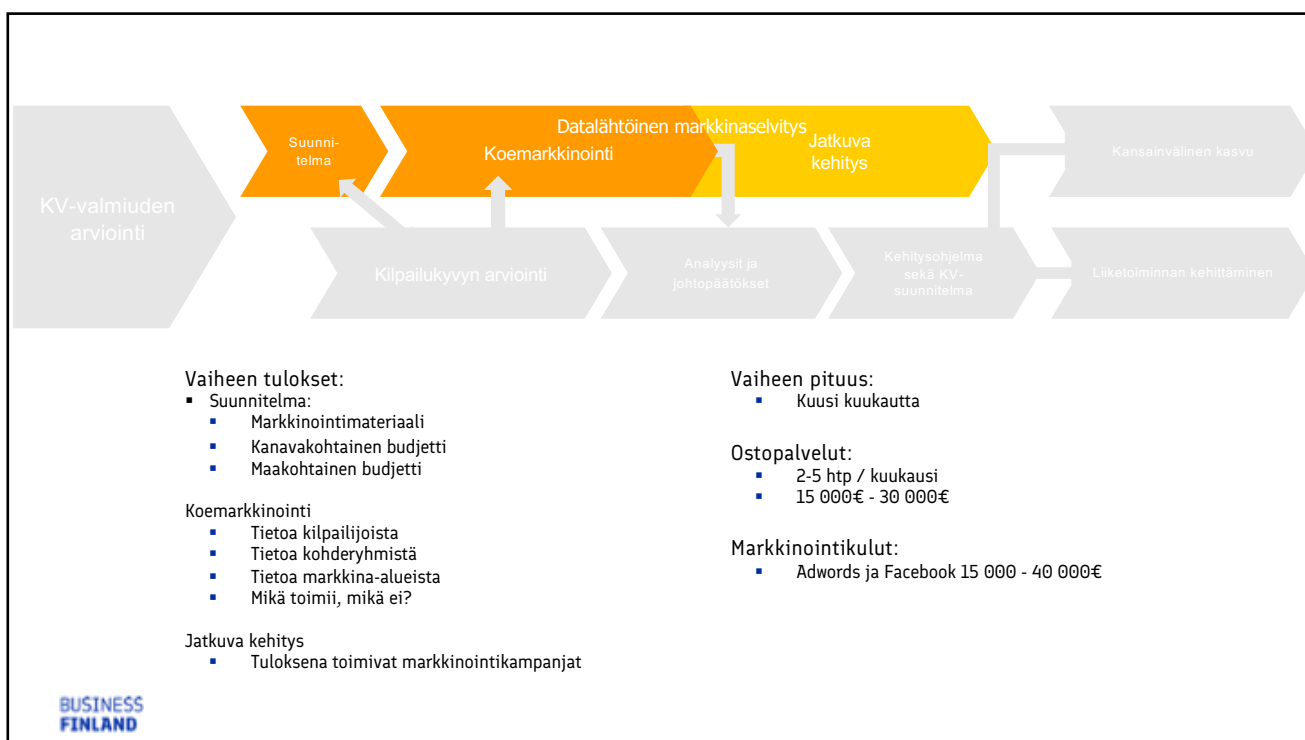 Datalähtöinen markkinaselvitys
Suunni-
telma
Koemarkkinointi
Jatkuva
kehitys
Kansainvälinen kasvu
KV-valmiuden
arviointi
Kilpailukyvyn arviointi
Analyysit ja
johtopäätökset
Kehitysohjelma
sekä KV-
suunnitelma
Liiketoiminnan kehittäminen
Vaiheen tulokset:
▪ Suunnitelma:
▪ Markkinointimateriaali
▪ Kanavakohtainen budjetti
▪ Maakohtainen budjetti
Koemarkkinointi
▪ Tietoa kilpailijoista
▪ Tietoa kohderyhmistä
▪ Tietoa markkina-alueista
▪ Mikä toimii, mikä ei?
Jatkuva kehitys
▪ Tuloksena toimivat markkinointikampanjat
Vaiheen pituus:
▪ Kuusi kuukautta
Ostopalvelut:
▪ 2-5 htp / kuukausi
▪ 15 000€ - 30 000€
Markkinointikulut:
▪ Adwords ja Facebook 15 000 - 40 000€
BUSINESS
FINLAND